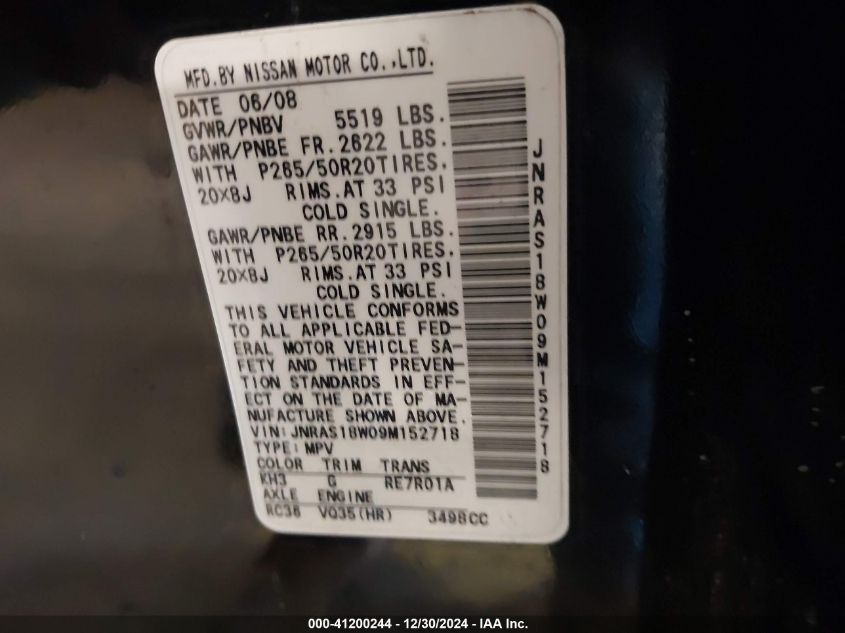 MFD.BY NISSAN MOTOR CO.,LTD.
DATE 06/08
GVWR/PNBV 5519 LBS.
GAWR/PNBE FR.2622 LBS.
WITH P265/50R20TIRES.
20X8J RIMS.AT 33 PSI
COLD SINGLE.
GAWR/PNBE RR.2915 LBS.
WITH P265/50R20TIRES.
20X8J RIMS.AT 33 PSI
COLD SINGLE.
THIS VEHICLE CONFORMS
TO ALL APPLICABLE FED-
ERAL MOTOR VEHICLE SA-
FETY AND THEFT PREVEN-
TION STANDARDS IN EFF-
ECT ON THE DATE OF MA-
NUFACTURE SHOWN ABOVE.
VIN:JNRAS18W09M152718
TYPE:MPV
COLOR TRIM TRANS
KH3 G RE7R01A
AXLE ENGINE
RC36 VQ35(HR) 3498CC
JNRAS18W09M152718
000-41200244 - 12/30/2024 - IAA Inc.